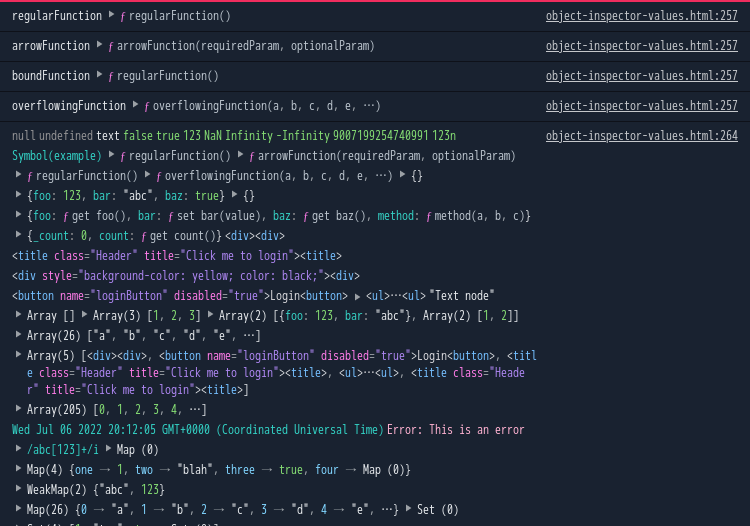 regularFunction ▶ ƒ regularFunction() object-inspector-values.html:257
arrowFunction ▶ ƒ arrowFunction(requiredParam, optionalParam) object-inspector-values.html:257
boundFunction ▶ ƒ regularFunction() object-inspector-values.html:257
overflowingFunction ▶ ƒ overflowingFunction(a, b, c, d, e, …) object-inspector-values.html:257
null undefined text false true 123 NaN Infinity -Infinity 9007199254740991 123n object-inspector-values.html:264
Symbol(example) ▶ ƒ regularFunction() ▶ ƒ arrowFunction(requiredParam, optionalParam)
▶ ƒ regularFunction() ▶ ƒ overflowingFunction(a, b, c, d, e, …) ▶ {}
▶ {foo: 123, bar: "abc", baz: true} ▶ {}
▶ {foo: ƒ get foo(), bar: ƒ set bar(value), baz: ƒ get baz(), method: ƒ method(a, b, c)}
▶ {_count: 0, count: ƒ get count()} <div><div>
<title class="Header" title="Click me to login"><title>
<div style="background-color: yellow; color: black;"><div>
<button name="loginButton" disabled="true">Login<button> ▶ <ul>…<ul> "Text node"
▶ Array [] ▶ Array(3) [1, 2, 3] ▶ Array(2) [{foo: 123, bar: "abc"}, Array(2) [1, 2]]
▶ Array(26) ["a", "b", "c", "d", "e", …]
▶ Array(5) [<div><div>, <button name="loginButton" disabled="true">Login<button>, <titl
e class="Header" title="Click me to login"><title>, <ul>…<ul>, <title class="Heade
r" title="Click me to login"><title>]
▶ Array(205) [0, 1, 2, 3, 4, …]
Wed Jul 06 2022 20:12:05 GMT+0000 (Coordinated Universal Time) Error: This is an error
▶ /abc[123]+/i ▶ Map (0)
▶ Map(4) {one → 1, two → "blah", three → true, four → Map (0)}
▶ WeakMap(2) {"abc", 123}
▶ Map(26) {0 → "a", 1 → "b", 2 → "c", 3 → "d", 4 → "e", …} ▶ Set (0)